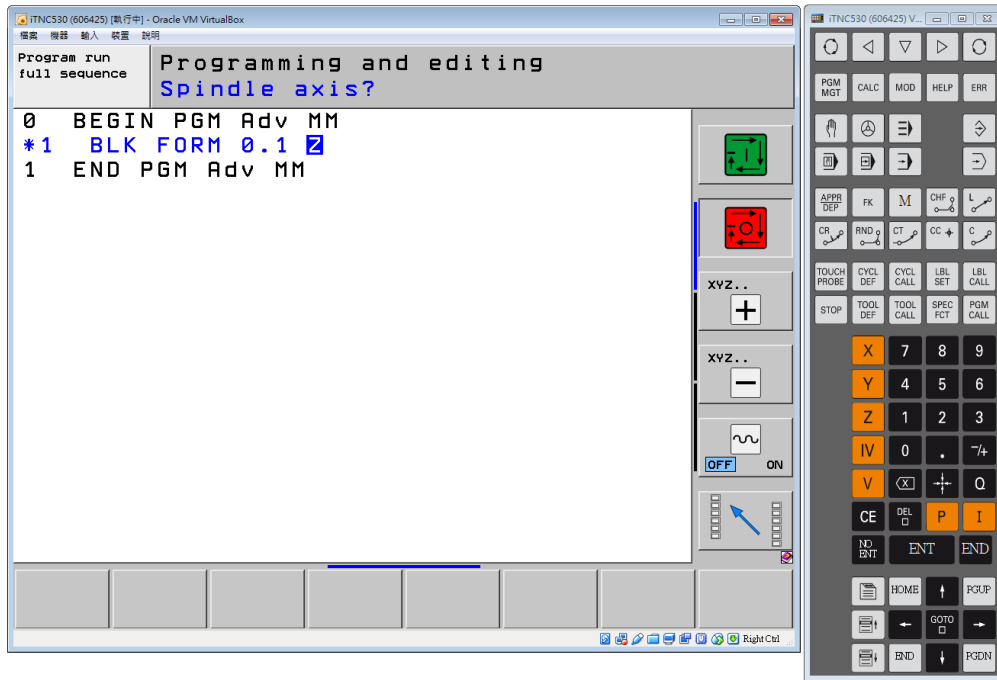 iTNC530 (606425) [執行中] - Oracle VM VirtualBox
檔案 機器 輸入 裝置 說明
Program run
full sequence
Programming and editing
Spindle axis?
0 BEGIN PGM Adv MM
*1 BLK FORM 0.1 Z
1 END PGM Adv MM
XYZ..
+
XYZ..
−
OFF ON
Right Ctrl
iTNC530 (606425) V...
PGM MGT CALC MOD HELP ERR
APPR DEP FK M CHF L
CR RND CT CC C
TOUCH PROBE CYCL DEF CYCL CALL LBL SET LBL CALL
STOP TOOL DEF TOOL CALL SPEC FCT PGM CALL
X 7 8 9
Y 4 5 6
Z 1 2 3
IV 0 . −/+
V X Q
CE DEL P I
NO ENT ENT END
HOME PGUP
GOTO
END PGDN